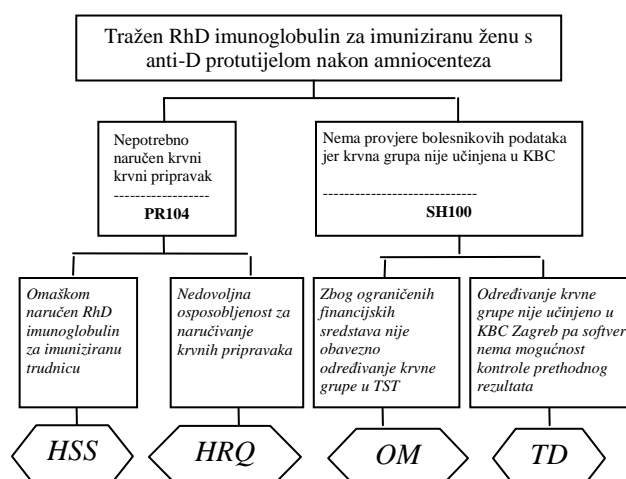 Tražen RhD imunoglobulin za imuniziranu ženu s
anti-D protutijelom nakon amniocenteza
Nepotrebno
naručen krvni
krvni pripravak
------------------
PR104
Nema provjere bolesnikovih podataka
jer krvna grupa nije učinjena u KBC
-----------------------------
SH100
Omaškom
naručen RhD
imunoglobulin
za imuniziranu
trudnicu
Nedovoljna
osposobljenost za
naručivanje
krvnih pripravaka
Zbog ograničenih
financijskih
sredstava nije
obavezno
određivanje krvne
grupe u TST
Određivanje krvne
grupe nije učinjeno u
KBC Zagreb pa softver
nema mogućnost
kontrole prethodnog
rezultata
HSS
HRQ
OM
TD